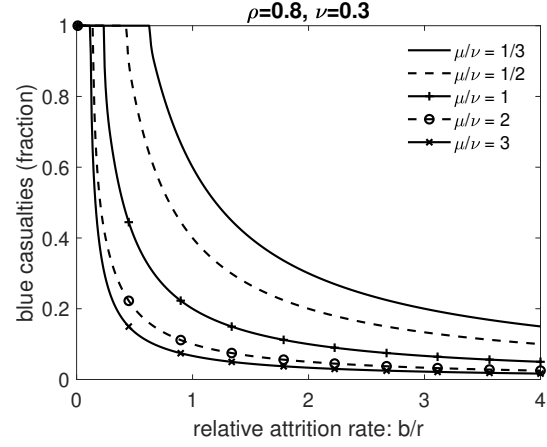 ρ=0.8, ν=0.3
1
0.8
0.6
0.4
0.2
0
blue casualties (fraction)
μ/ν = 1/3
μ/ν = 1/2
μ/ν = 1
μ/ν = 2
μ/ν = 3
0 1 2 3 4
relative attrition rate: b/r